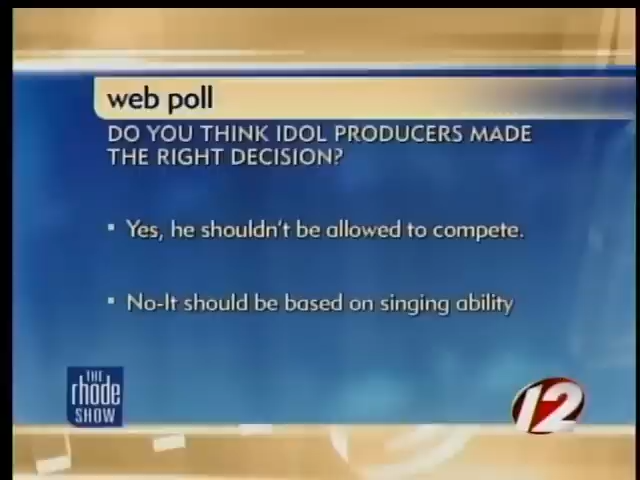 web poll
DO YOU THINK IDOL PRODUCERS MADE
THE RIGHT DECISION?
▪ Yes, he shouldn't be allowed to compete.
▪ No-It should be based on singing ability
THE
rhode
SHOW
12